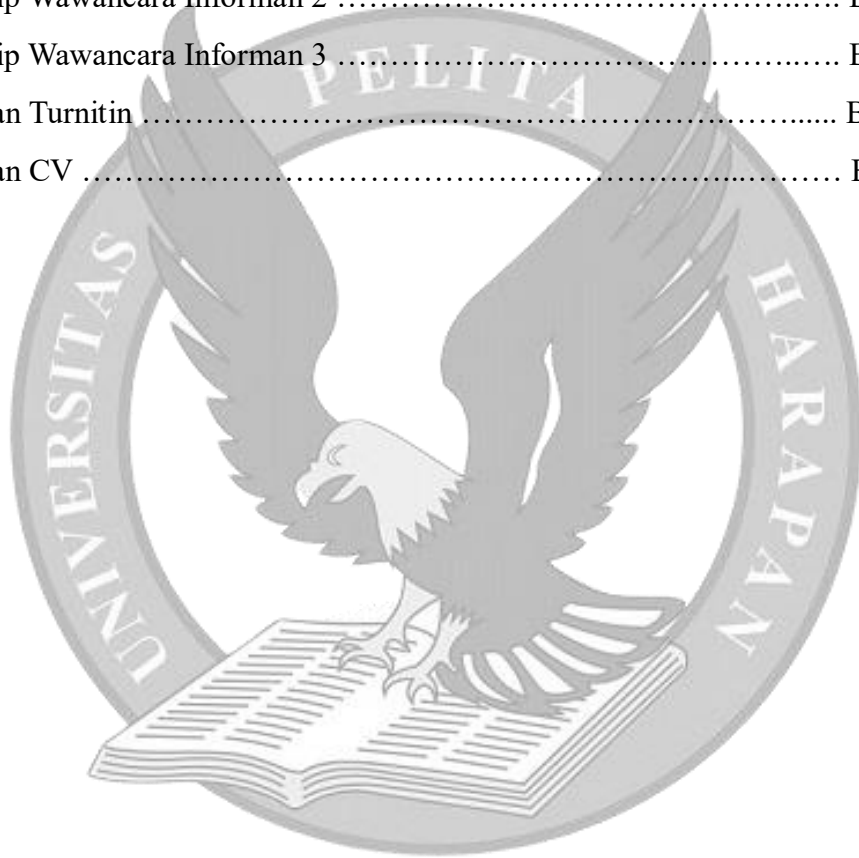 ip Wawancara Informan 2 ………………………………………..….
ip Wawancara Informan 3 ………………………………………..….
an Turnitin ………………………………………………….……......
an CV ………………………………………………………...………
UNIVERSITAS PELITA HARAPAN